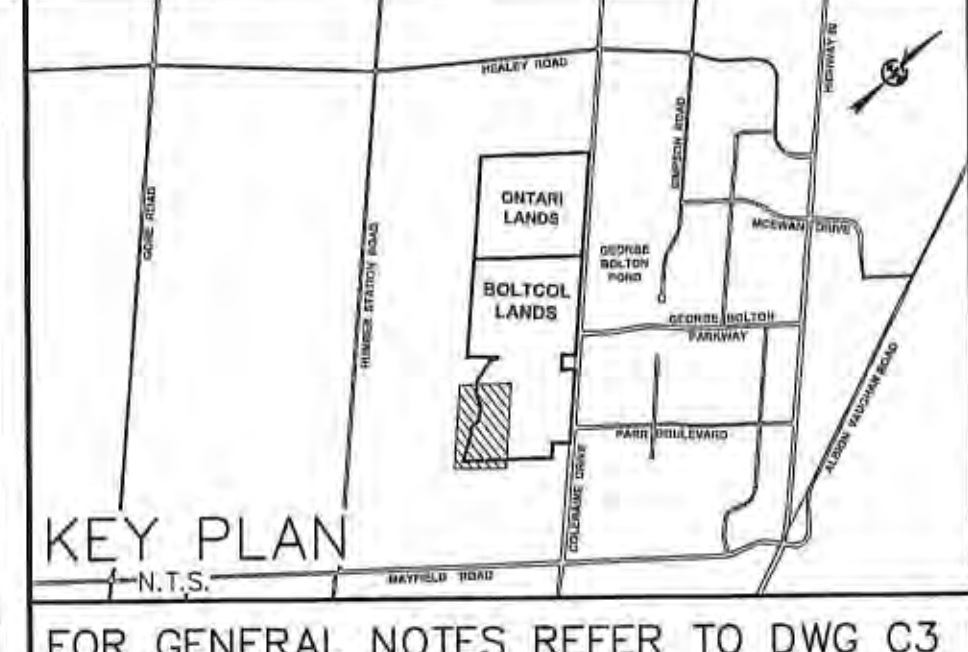 HEALEY ROAD
HIGHWAY 50
SIMPSON ROAD
GORE ROAD
HUMBER STATION ROAD
ONTARI
LANDS
MCEWAN DRIVE
GEORGE
BOLTON
POND
BOLTCOL
LANDS
GEORGE BOLTON
PARKWAY
ALBION VAUGHAN ROAD
PARR BOULEVARD
COLERAINE DRIVE
KEY PLAN
N.T.S.
MAYFIELD ROAD
FOR GENERAL NOTES REFER TO DWG C3